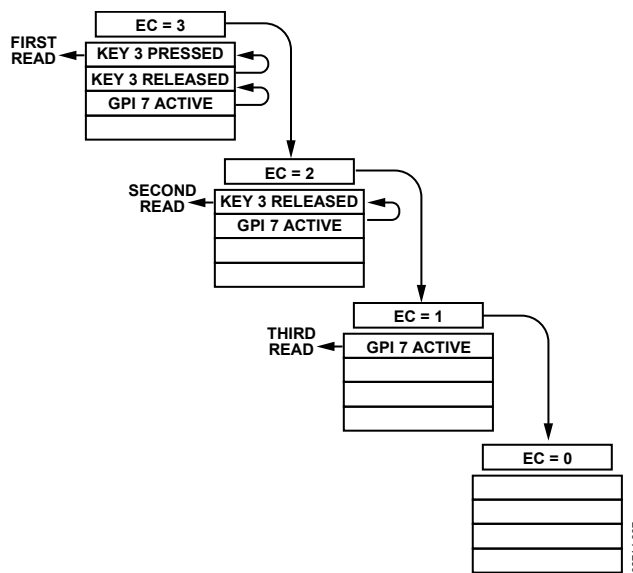 EC = 3
FIRST
READ
KEY 3 PRESSED
KEY 3 RELEASED
GPI 7 ACTIVE
EC = 2
SECOND
READ
KEY 3 RELEASED
GPI 7 ACTIVE
EC = 1
THIRD
READ
GPI 7 ACTIVE
EC = 0